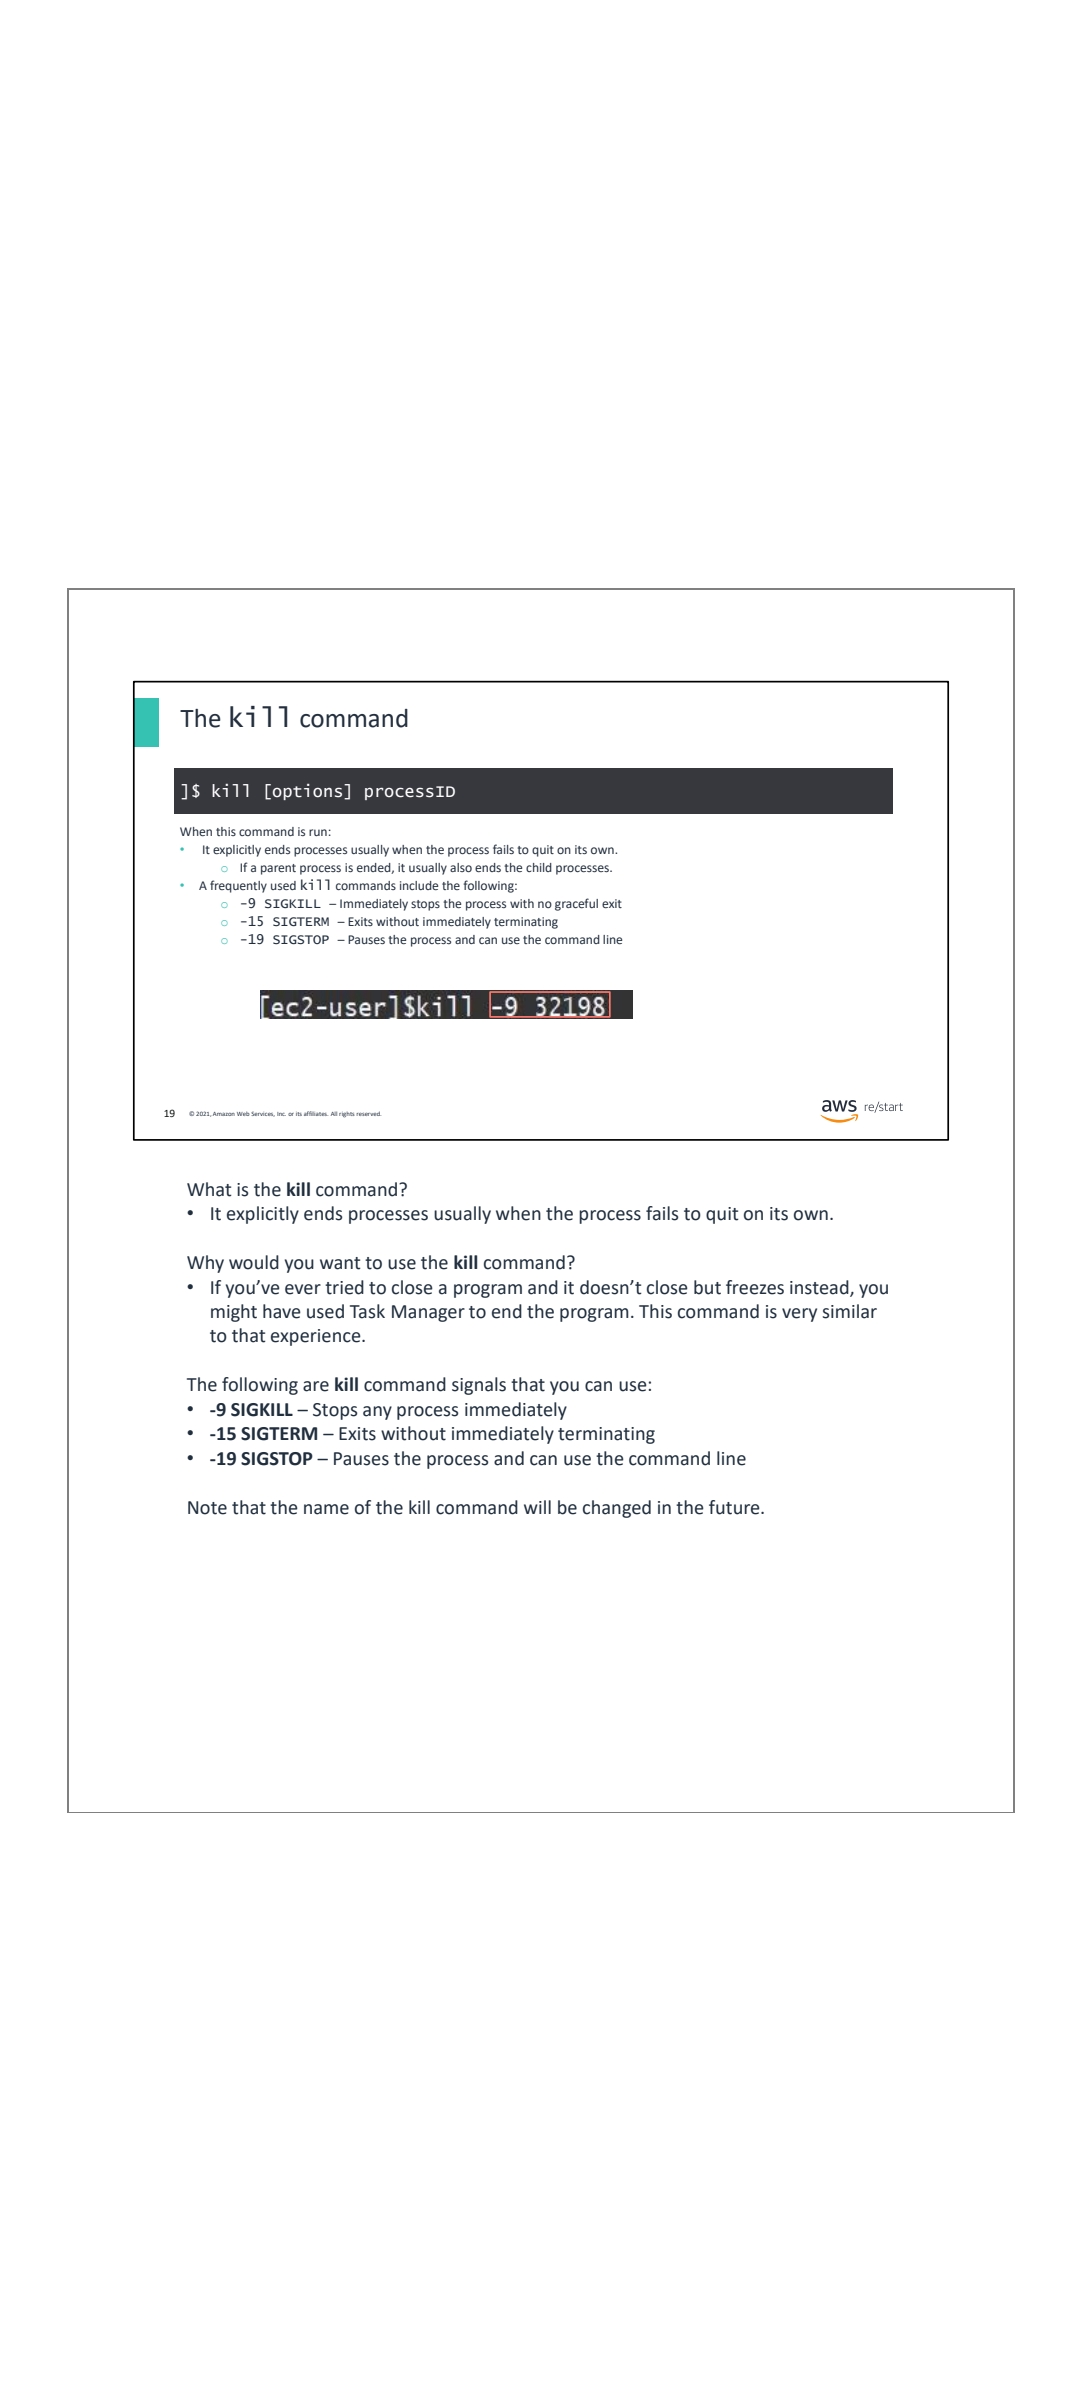 The kill command
]$ kill [options] processID
When this command is run:
• It explicitly ends processes usually when the process fails to quit on its own.
o If a parent process is ended, it usually also ends the child processes.
• A frequently used kill commands include the following:
o -9 SIGKILL – Immediately stops the process with no graceful exit
o -15 SIGTERM – Exits without immediately terminating
o -19 SIGSTOP – Pauses the process and can use the command line
[ec2-user]$kill -9 32198
19 © 2021, Amazon Web Services, Inc. or its affiliates. All rights reserved.
aws re/start
What is the kill command?
• It explicitly ends processes usually when the process fails to quit on its own.
Why would you want to use the kill command?
• If you’ve ever tried to close a program and it doesn’t close but freezes instead, you
might have used Task Manager to end the program. This command is very similar
to that experience.
The following are kill command signals that you can use:
• -9 SIGKILL – Stops any process immediately
• -15 SIGTERM – Exits without immediately terminating
• -19 SIGSTOP – Pauses the process and can use the command line
Note that the name of the kill command will be changed in the future.